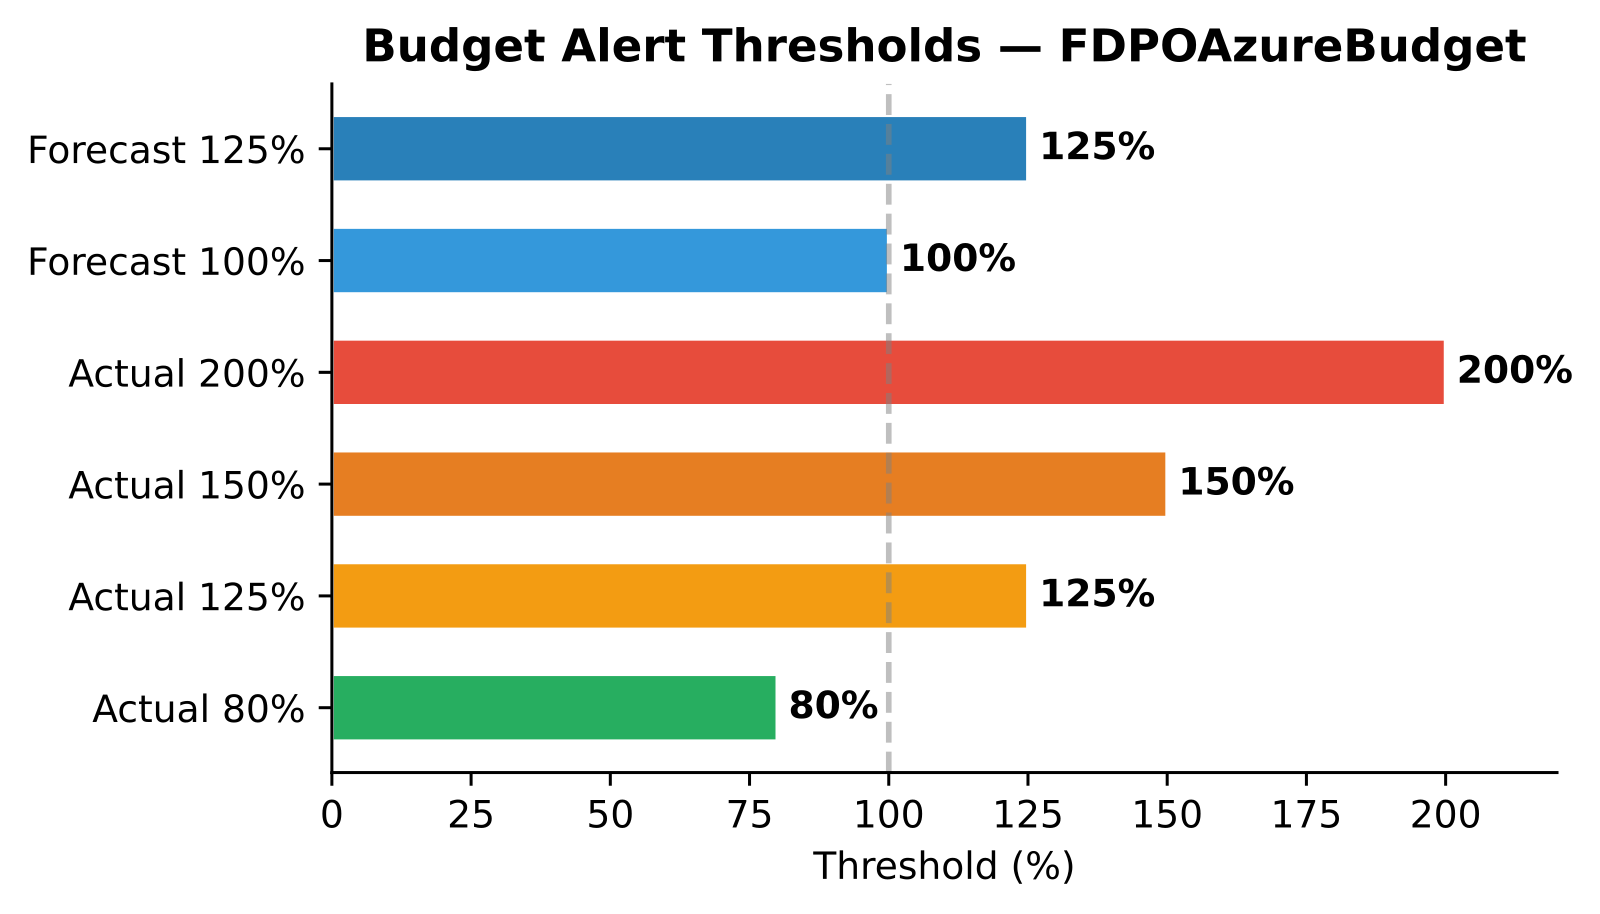 Budget Alert Thresholds — FDPOAzureBudget
Forecast 125% 125%
Forecast 100% 100%
Actual 200% 200%
Actual 150% 150%
Actual 125% 125%
Actual 80% 80%
0 25 50 75 100 125 150 175 200
Threshold (%)